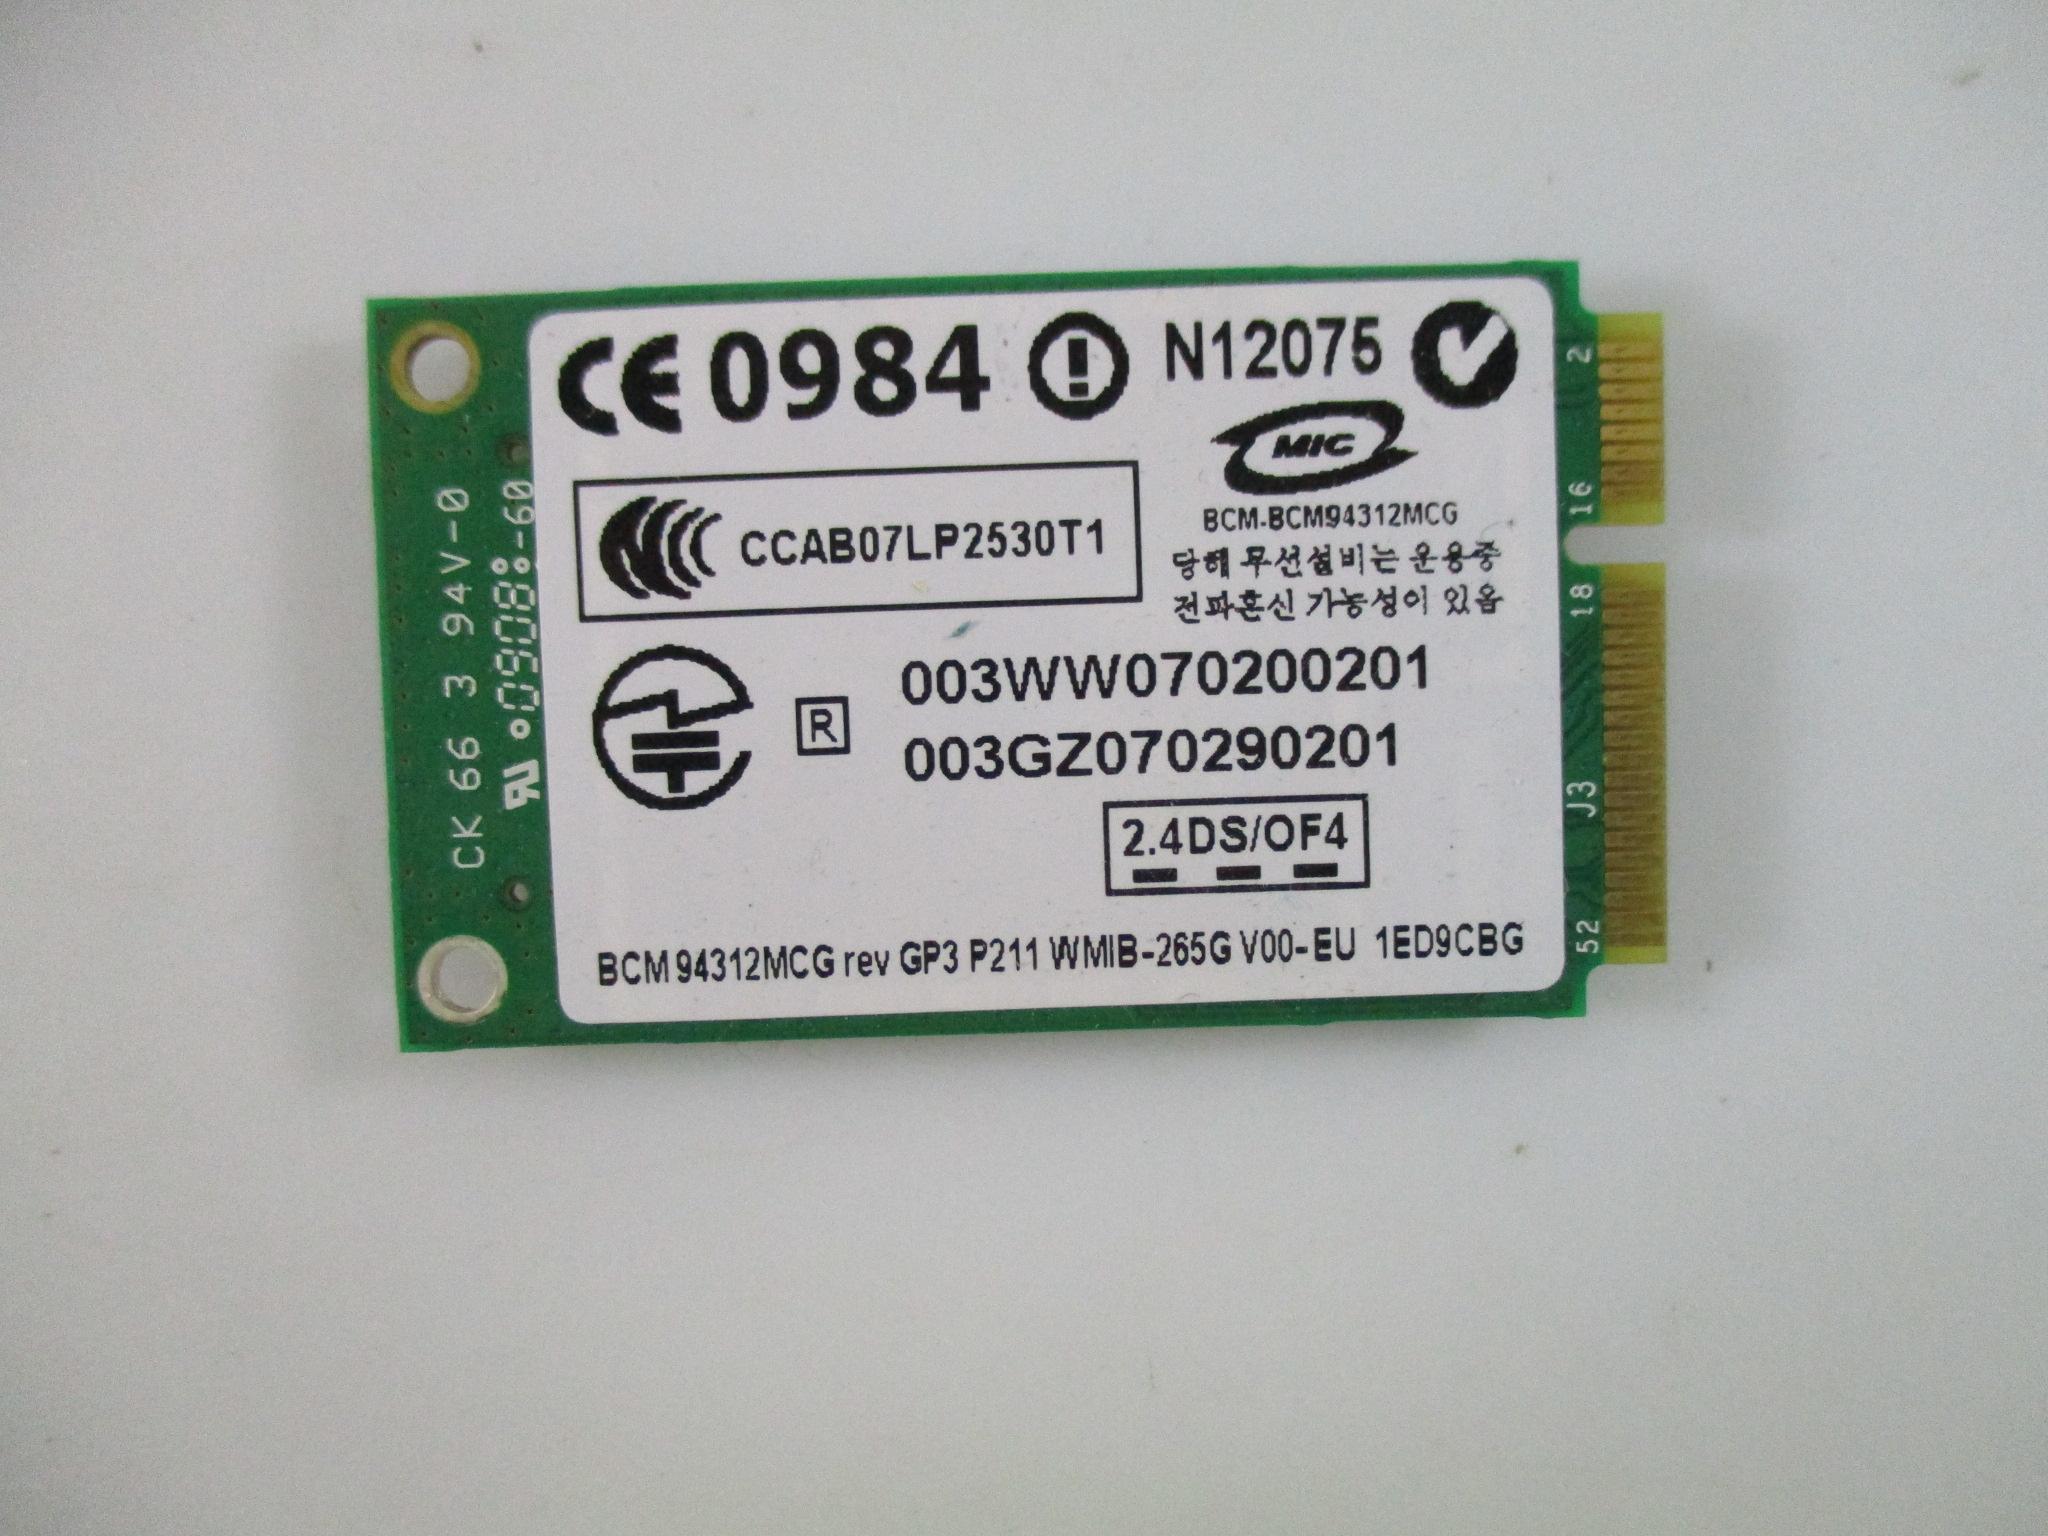 CE 0984 ! N12075
MIC
BCM-BCM94312MCG
당해 무선설비는 운용중
전파혼신 가능성이 있음
CCAB07LP2530T1
R 003WW070200201
003GZ070290201
2.4DS/OF4
BCM94312MCG rev GP3 P211 WMIB-265G V00-EU 1ED9CBG
CK 66 3 94V-0
2
16
18
J3
52